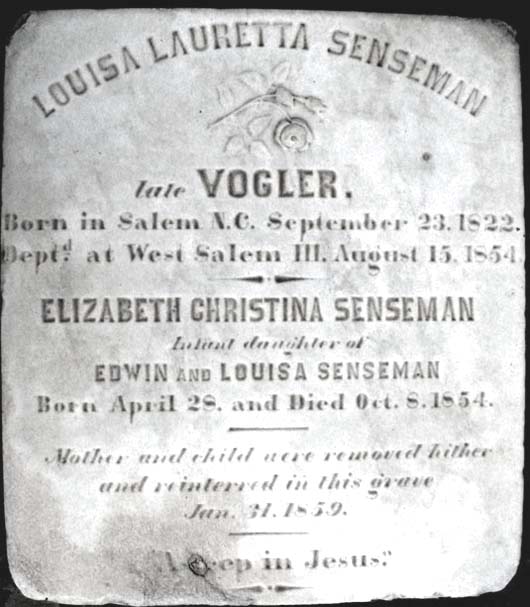 LOUISA LAURETTA SENSEMAN
late VOGLER.
Born in Salem N.C. September 23. 1822.
Dept.d at West Salem Ill. August 15. 1854
ELIZABETH CHRISTINA SENSEMAN
Infant daughter of
EDWIN AND LOUISA SENSEMAN
Born April 28. and Died Oct. 8. 1854.
Mother and child were removed hither
and reinterred in this grave
Jan. 31. 1859.
"Asleep in Jesus."